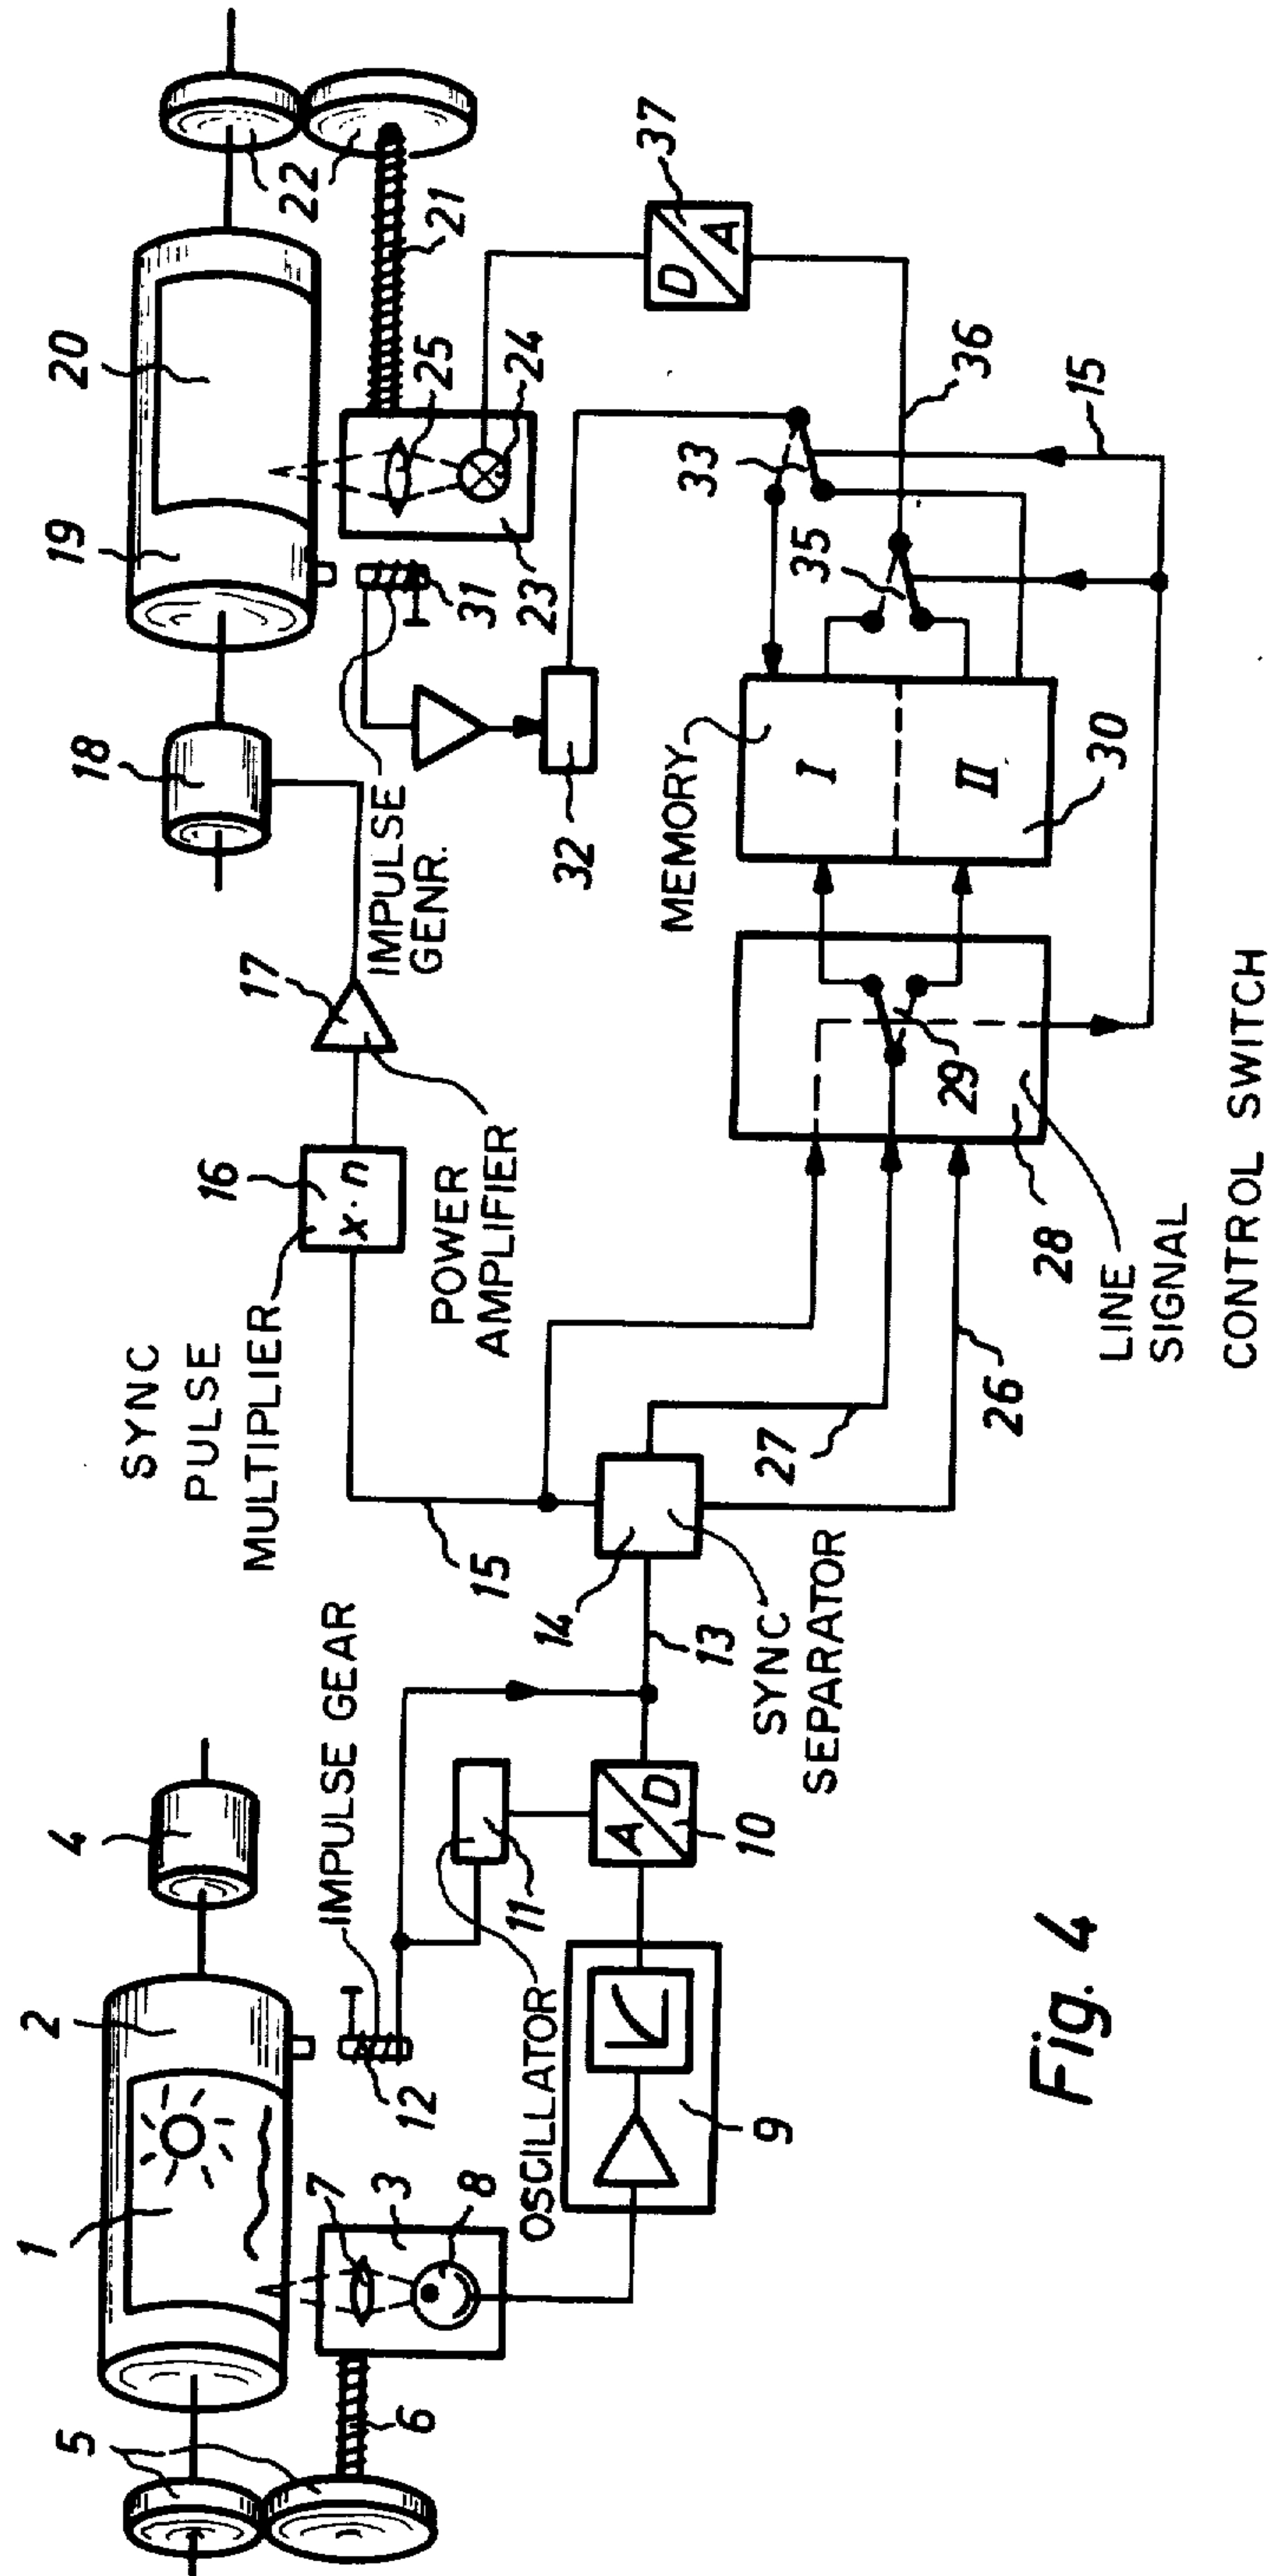 1
2
4
5
6
7
3
8
12
IMPULSE GEAR
OSCILLATOR
11
9
A
D
10
13
14
SYNC
SEPARATOR
15
SYNC
PULSE
MULTIPLIER
16
x · n
17
POWER
AMPLIFIER
18
19
20
22
21
25
24
23
31
IMPULSE
GENR.
32
27
26
28
29
LINE
SIGNAL
CONTROL SWITCH
MEMORY
I
II
30
33
35
36
15
D
A
37
Fig. 4